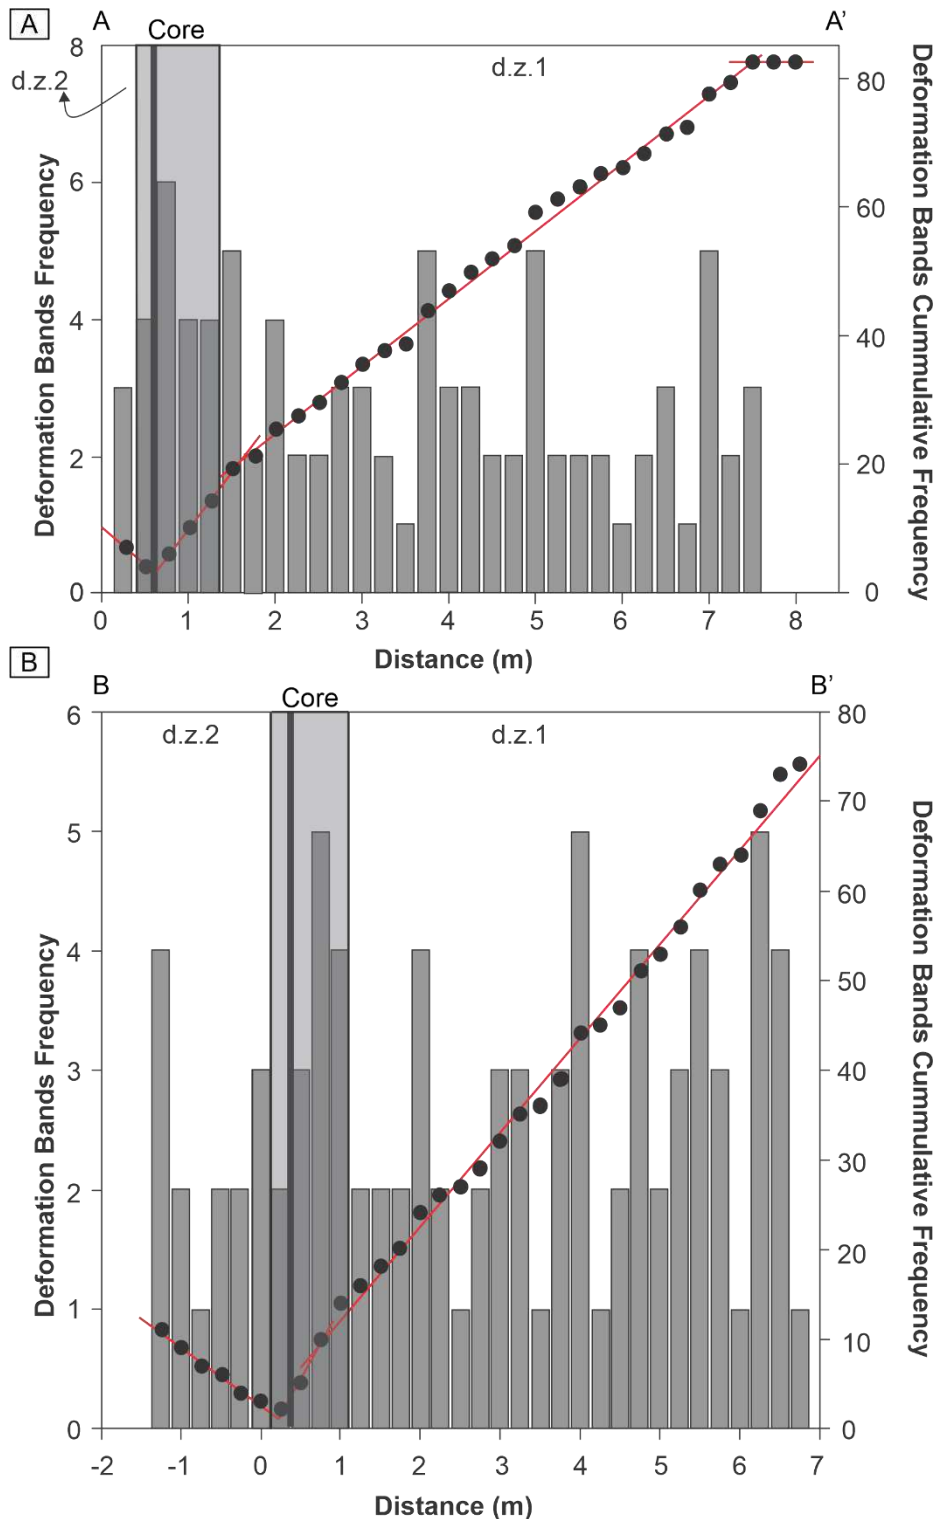 A
A
Core
A'
d.z.2
d.z.1
8
6
4
2
0
80
60
40
20
0
Deformation Bands Frequency
Deformation Bands Cummulative Frequency
0 1 2 3 4 5 6 7 8
Distance (m)
B
B
Core
B'
d.z.2
d.z.1
6
5
4
3
2
1
0
80
70
60
50
40
30
20
10
0
Deformation Bands Frequency
Deformation Bands Cummulative Frequency
-2 -1 0 1 2 3 4 5 6 7
Distance (m)